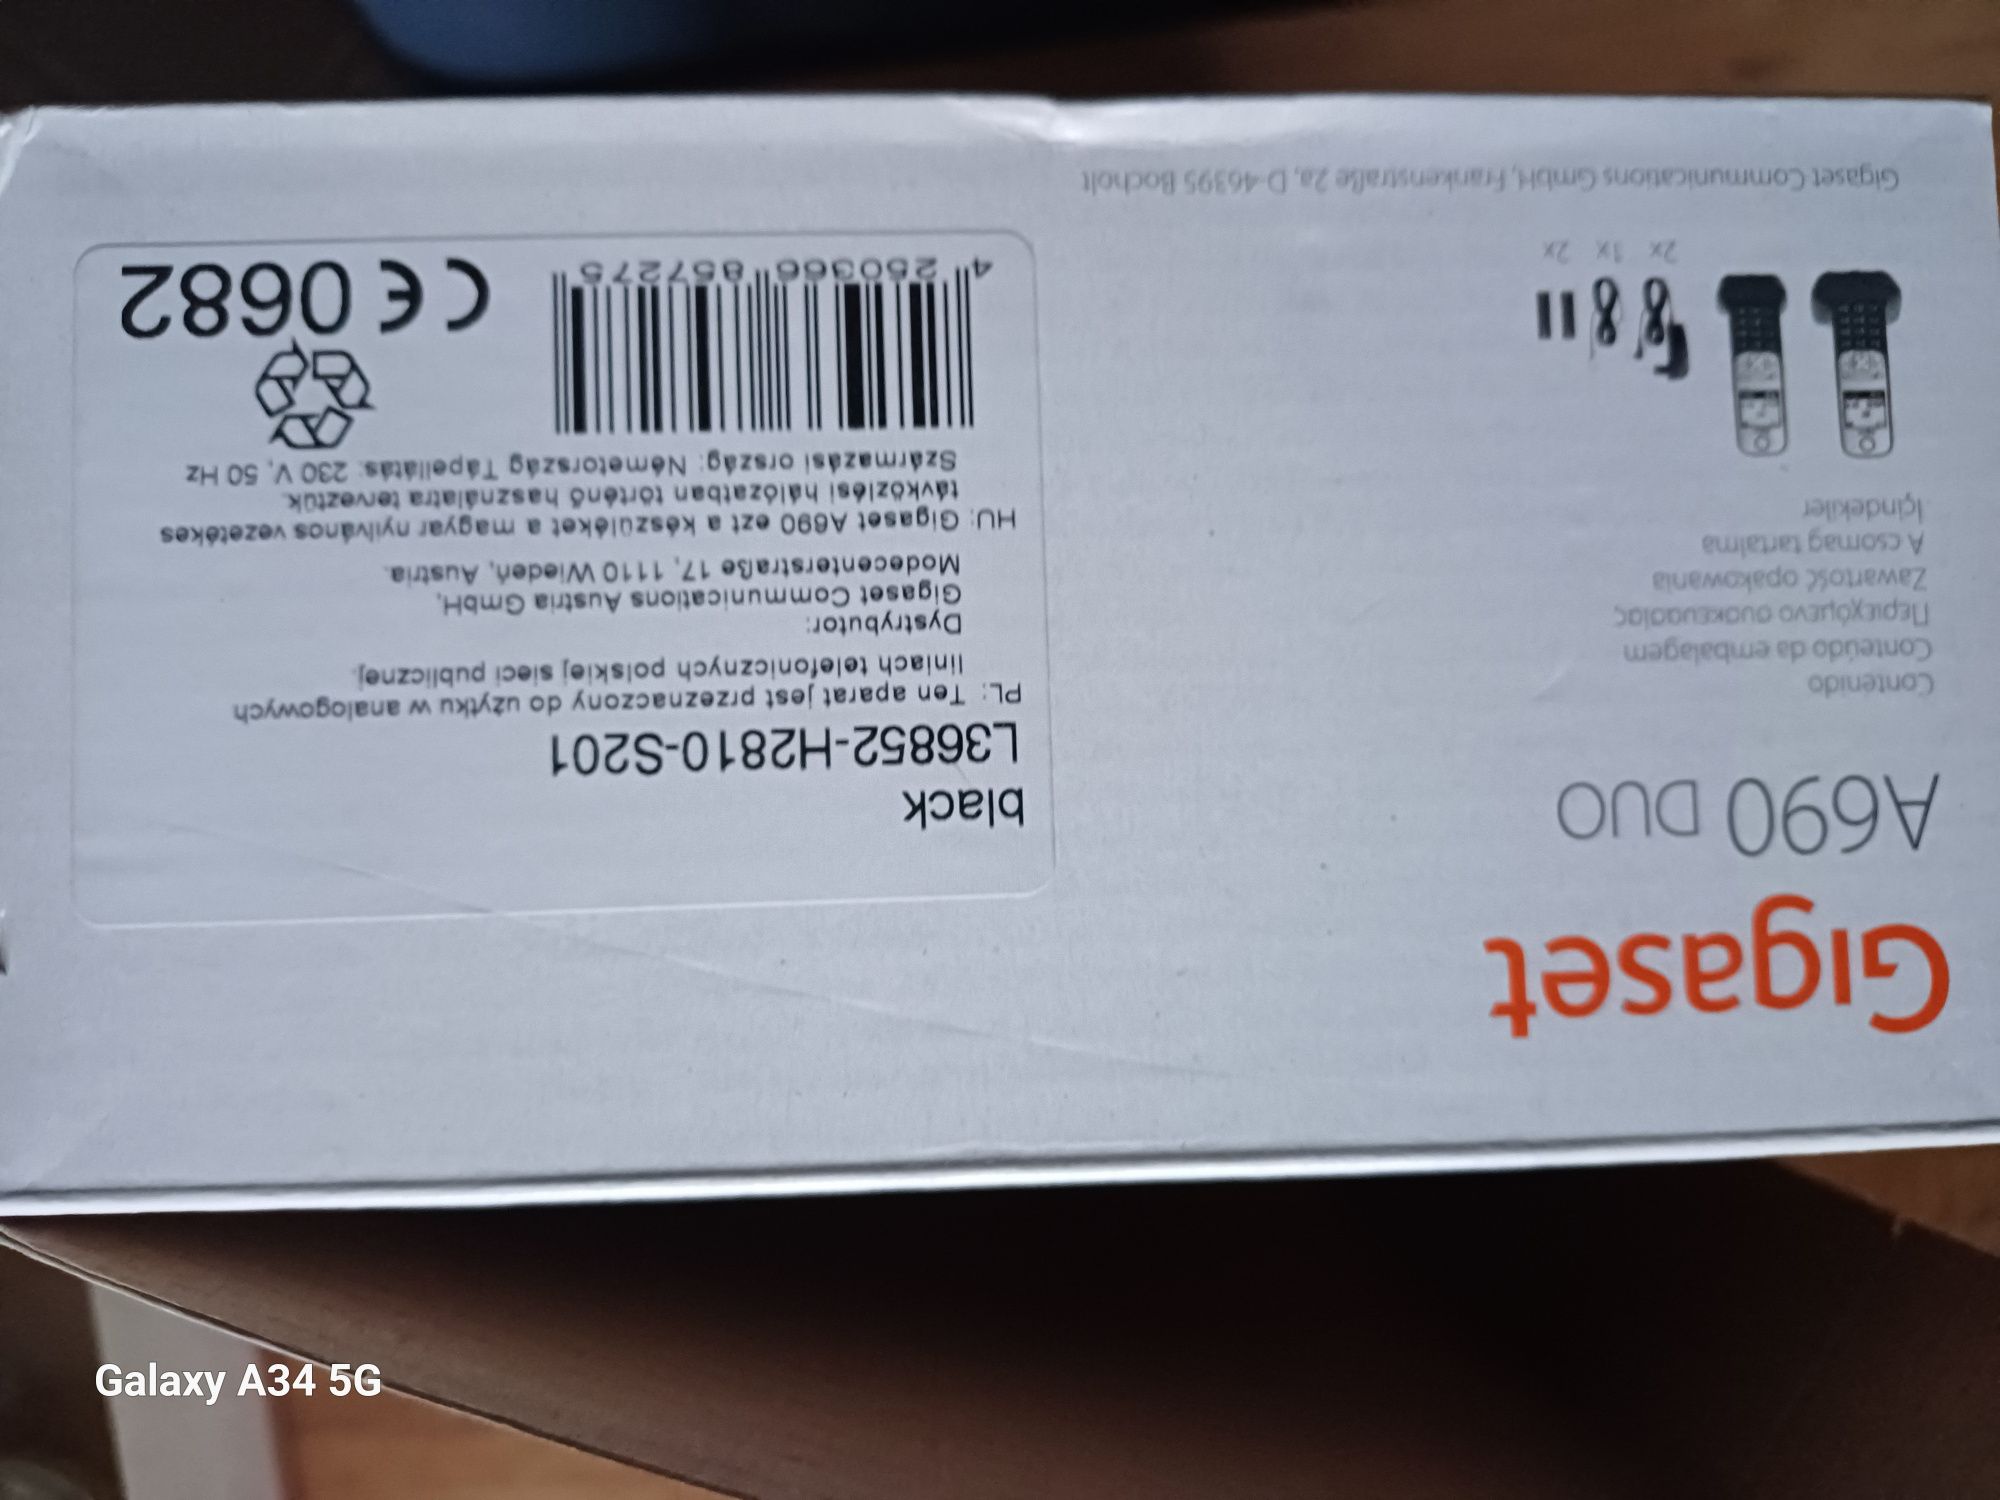 Gigaset
A690 DUO
Contenido
Conteúdo da embalagem
Περιεχόμενο συσκευασίας
Zawartość opakowania
A csomag tartalma
İçindekiler
2x 1x 2x
Gigaset Communications GmbH, Frankenstraße 2a, D-46395 Bocholt
black
L36852-H2810-S201
PL: Ten aparat jest przeznaczony do użytku w analogowych
liniach telefonicznych polskiej sieci publicznej.
Dystrybutor:
Gigaset Communications Austria GmbH,
Modecenterstraße 17, 1110 Wiedeń, Austria.
HU: Gigaset A690 ezt a készüléket a magyar nyilvános vezetékes
távközlési hálózatban történő használatra terveztük.
Származási ország: Németország Tápellátás: 230 V, 50 Hz
4 250366 857275
CE 0682
Galaxy A34 5G